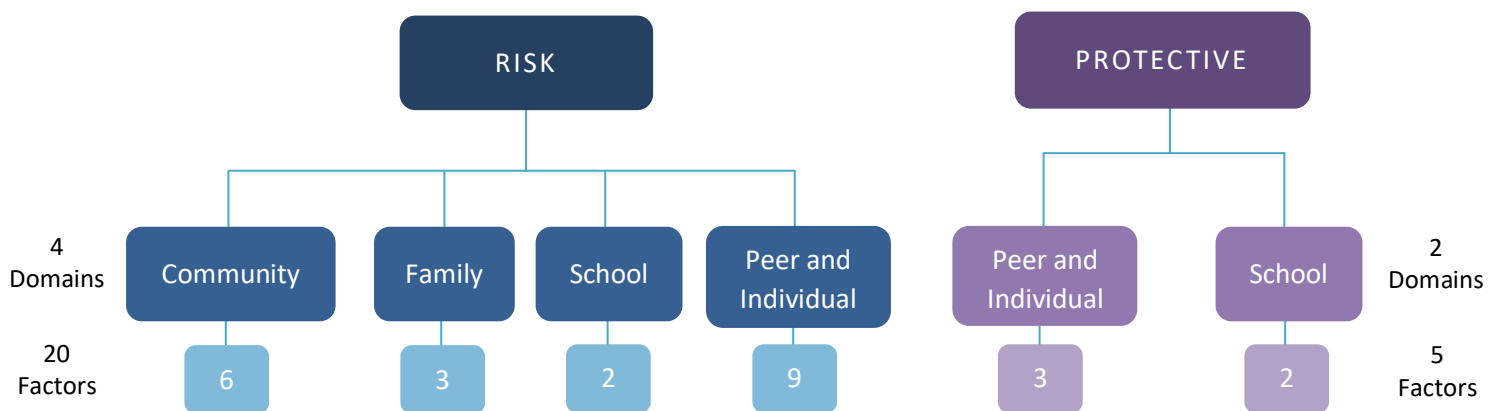 RISK
PROTECTIVE
4
Domains
Community
Family
School
Peer and
Individual
Peer and
Individual
School
2
Domains
20
Factors
6
3
2
9
3
2
5
Factors